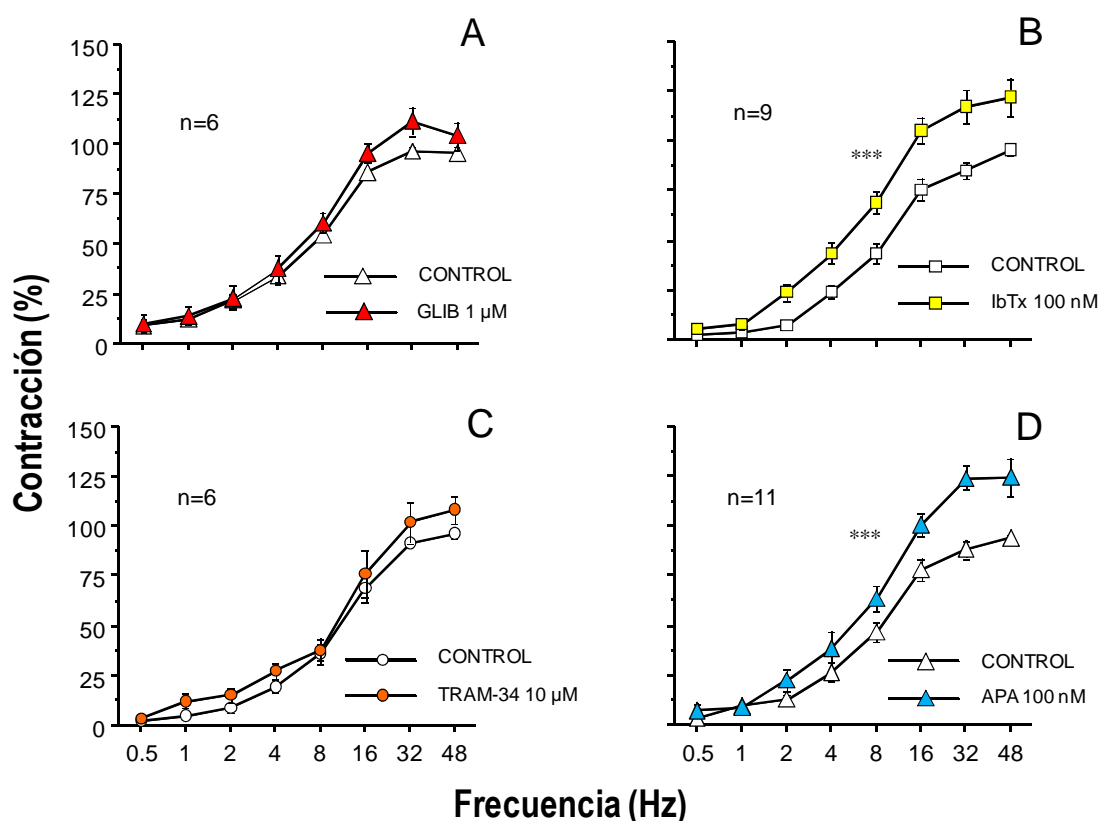 A
150
125
100
75
50
25
0
n=6
CONTROL
GLIB 1 µM
B
n=9
***
CONTROL
IbTx 100 nM
Contracción (%)
C
150
125
100
75
50
25
0
n=6
CONTROL
TRAM-34 10 µM
0.5 1 2 4 8 16 32 48
D
n=11
***
CONTROL
APA 100 nM
0.5 1 2 4 8 16 32 48
Frecuencia (Hz)